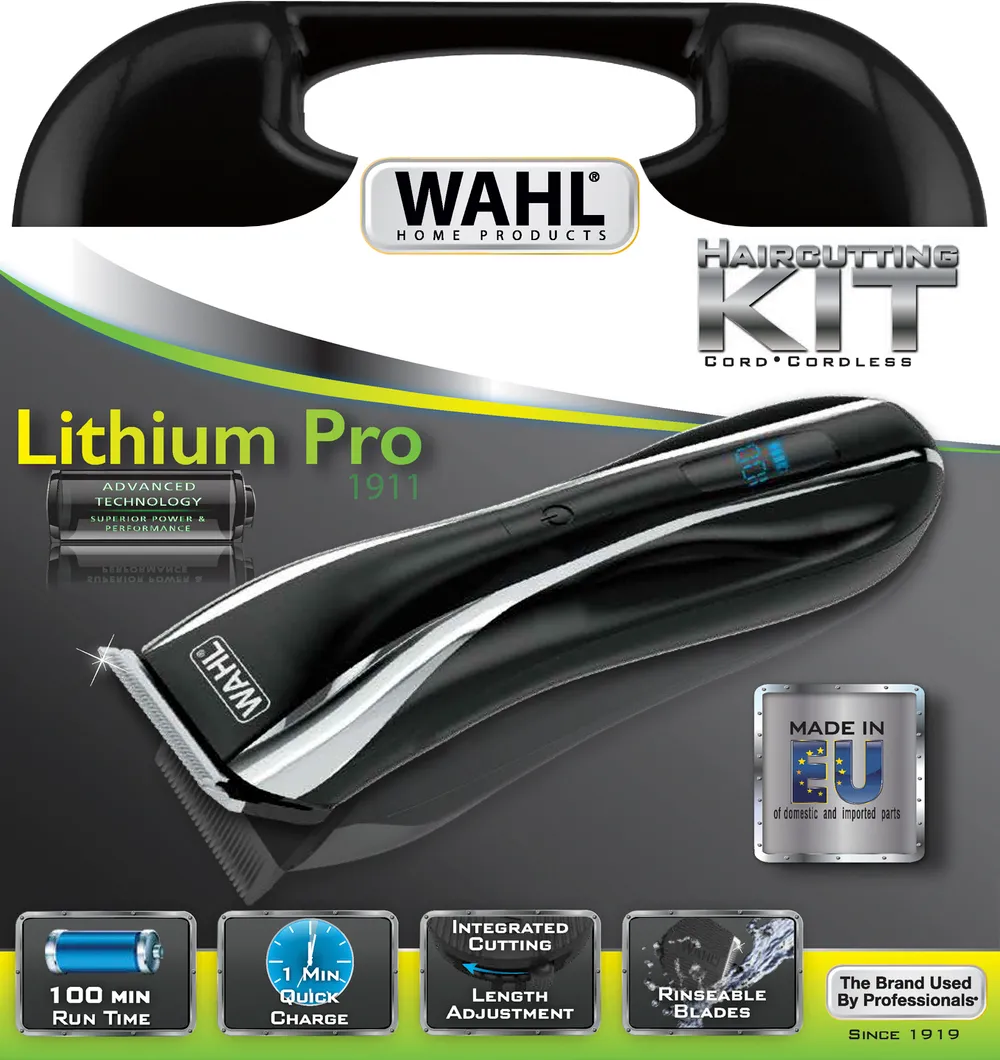 WAHL®
HOME PRODUCTS
HAIRCUTTING
KIT
CORD•CORDLESS
Lithium Pro
1911
ADVANCED
TECHNOLOGY
SUPERIOR POWER &
PERFORMANCE
WAHL®
MADE IN
EU
of domestic and imported parts
100 MIN
RUN TIME
1 MIN
QUICK
CHARGE
INTEGRATED
CUTTING
LENGTH
ADJUSTMENT
RINSEABLE
BLADES
The Brand Used
By Professionals®
SINCE 1919